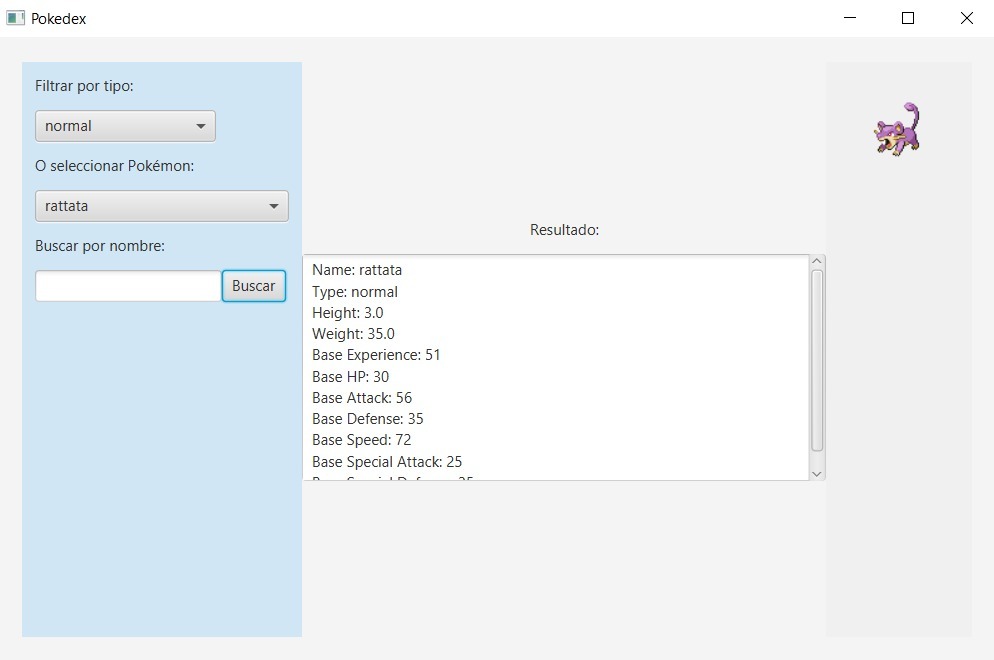 Pokedex
Filtrar por tipo:
normal
O seleccionar Pokémon:
rattata
Buscar por nombre:
Buscar
Resultado:
Name: rattata
Type: normal
Height: 3.0
Weight: 35.0
Base Experience: 51
Base HP: 30
Base Attack: 56
Base Defense: 35
Base Speed: 72
Base Special Attack: 25